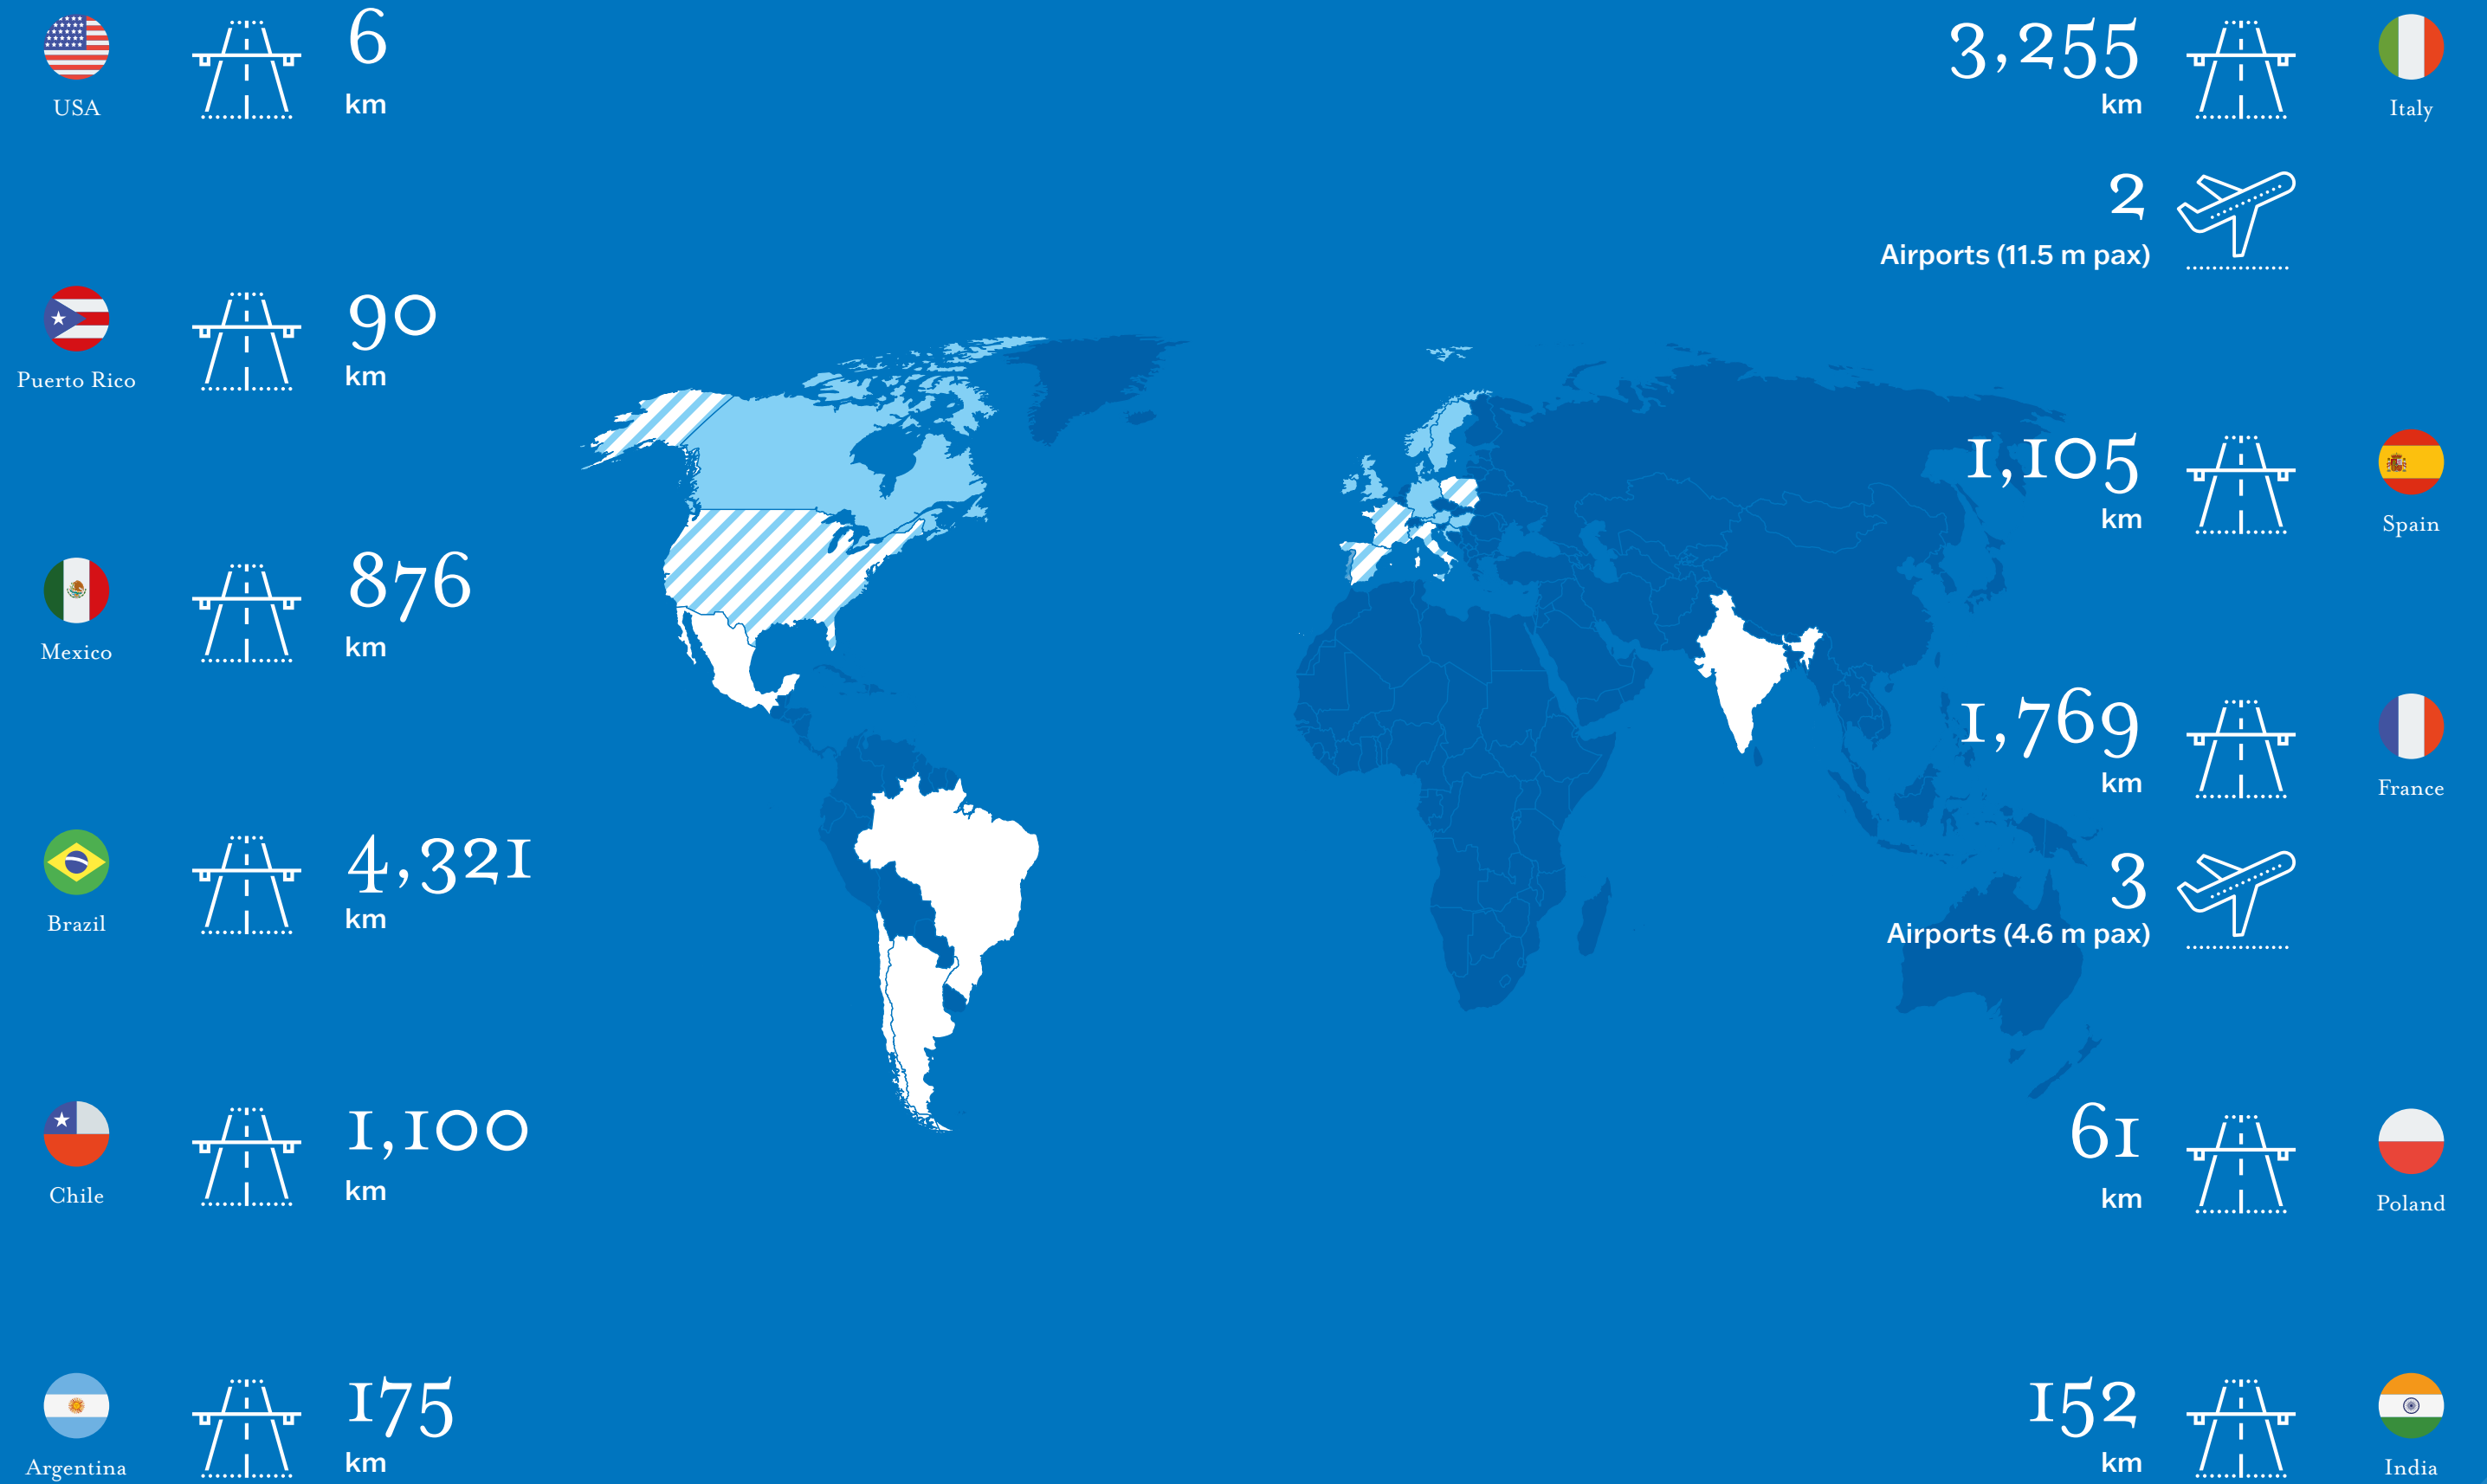 USA
6
km
Puerto Rico
90
km
Mexico
876
km
Brazil
4,321
km
Chile
1,100
km
Argentina
175
km
3,255
km
Italy
2
Airports (11.5 m pax)
1,105
km
Spain
1,769
km
France
3
Airports (4.6 m pax)
61
km
Poland
152
km
India